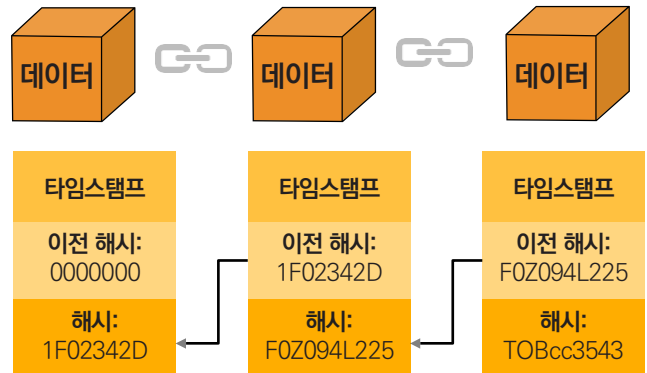 데이터
데이터
데이터
타임스탬프
이전 해시:
0000000
해시:
1F02342D
타임스탬프
이전 해시:
1F02342D
해시:
F0Z094L225
타임스탬프
이전 해시:
F0Z094L225
해시:
TOBcc3543